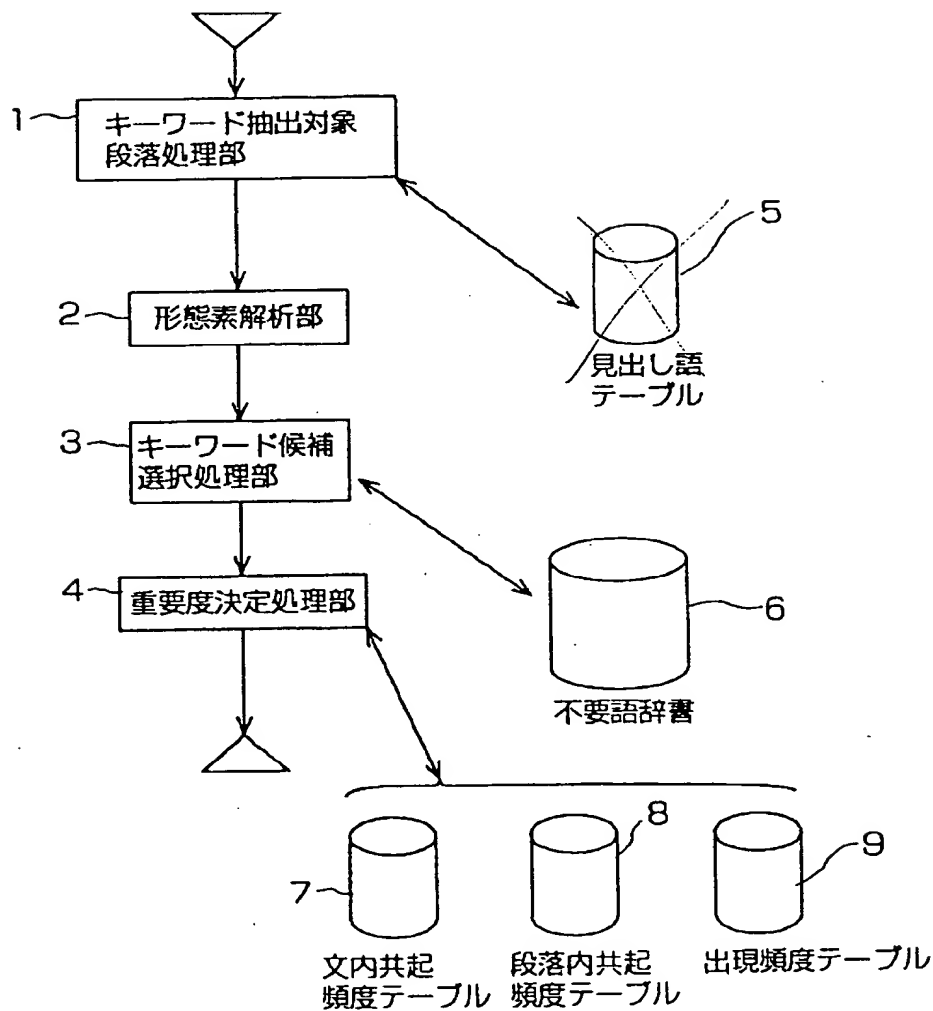 1
キーワード抽出対象
段落処理部
5
2
形態素解析部
見出し語
テーブル
3
キーワード候補
選択処理部
4
重要度決定処理部
6
不要語辞書
8
7
9
文内共起
頻度テーブル
段落内共起
頻度テーブル
出現頻度テーブル